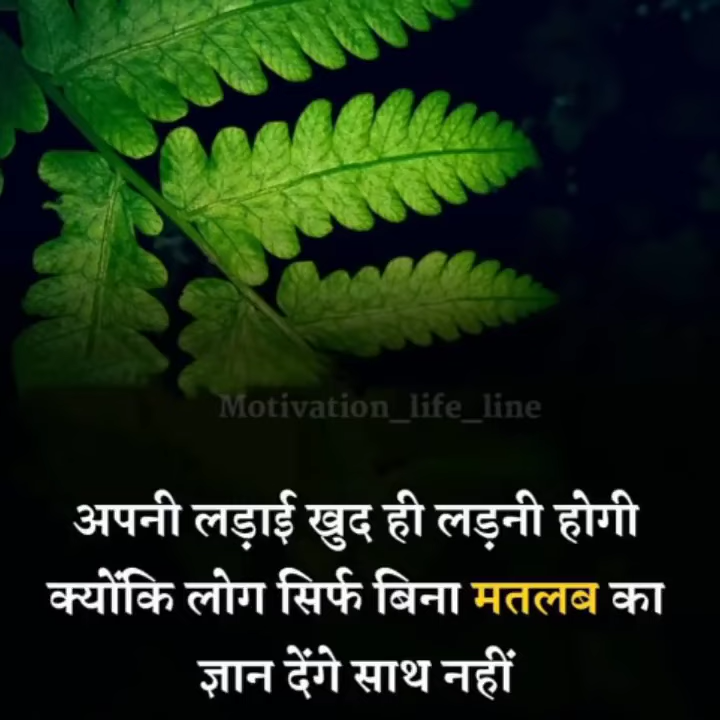 Motivation_life_line
अपनी लड़ाई खुद ही लड़नी होगी
क्योंकि लोग सिर्फ बिना मतलब का
ज्ञान देंगे साथ नहीं